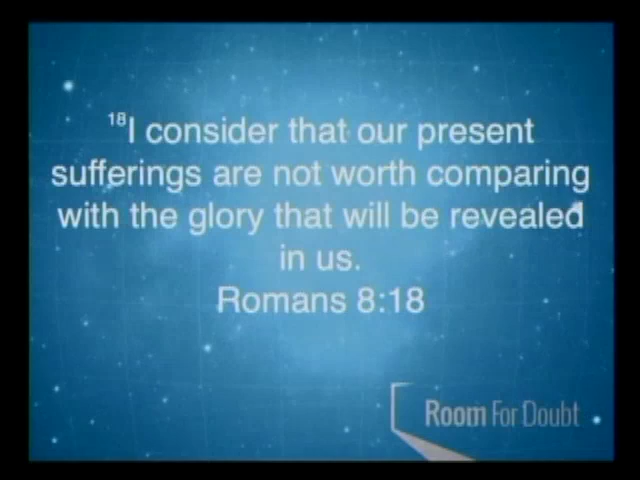 18I consider that our present
sufferings are not worth comparing
with the glory that will be revealed
in us.
Romans 8:18
Room For Doubt